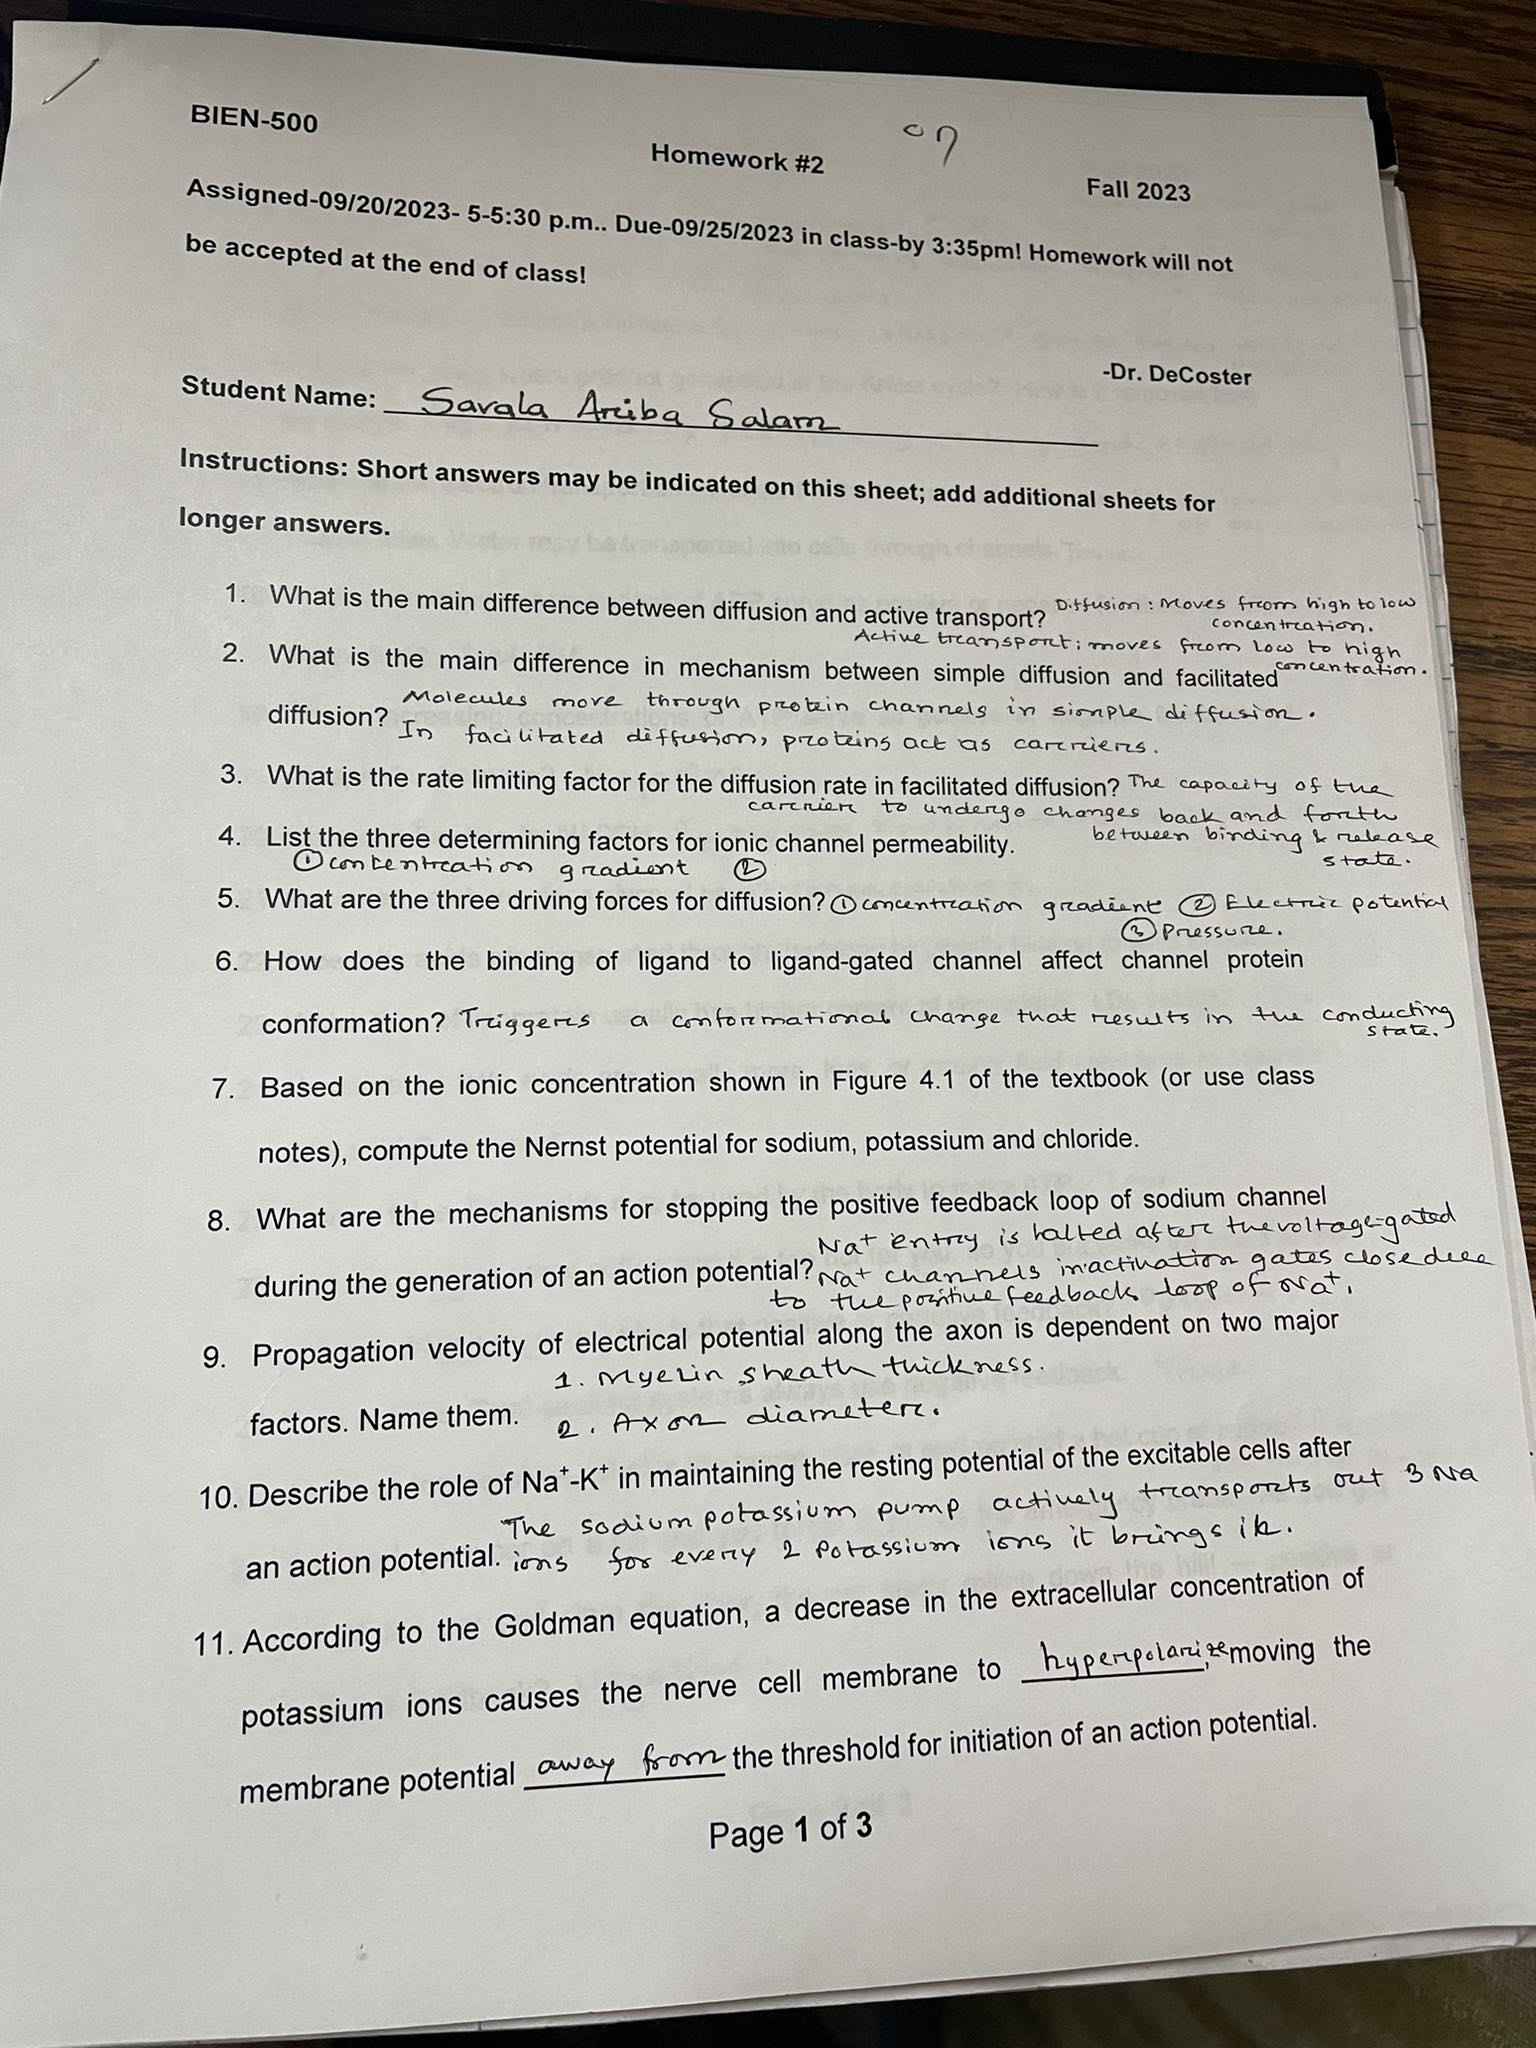 BIEN-500
Homework #2
07
Fall 2023
Assigned-09/20/2023- 5-5:30 p.m.. Due-09/25/2023 in class-by 3:35pm! Homework will not
be accepted at the end of class!
-Dr. DeCoster
Student Name: Savala Ariba Salam
Instructions: Short answers may be indicated on this sheet; add additional sheets for
longer answers.
1. What is the main difference between diffusion and active transport? Diffusion: Moves from high to low
concentration.
Active transport: moves from low to high
concentration.
2. What is the main difference in mechanism between simple diffusion and facilitated
diffusion? Molecules move through protein channels in simple diffusion.
In facilitated diffusion, proteins act as carriers.
3. What is the rate limiting factor for the diffusion rate in facilitated diffusion? The capacity of the
carrier to undergo changes back and forth
between binding & release
state.
4. List the three determining factors for ionic channel permeability.
① concentration gradient ②
5. What are the three driving forces for diffusion? ① concentration gradient ② Electric potential
③ Pressure.
6. How does the binding of ligand to ligand-gated channel affect channel protein
conformation? Triggers a conformational change that results in the conducting
state.
7. Based on the ionic concentration shown in Figure 4.1 of the textbook (or use class
notes), compute the Nernst potential for sodium, potassium and chloride.
8. What are the mechanisms for stopping the positive feedback loop of sodium channel
Na+ entry is halted after the voltage-gated
during the generation of an action potential? Na+ channels inactivation gates close due
to the positive feedback loop of Na+.
9. Propagation velocity of electrical potential along the axon is dependent on two major
1. Myelin sheath thickness.
factors. Name them. 2. Axon diameter.
10. Describe the role of Na+-K+ in maintaining the resting potential of the excitable cells after
The sodium potassium pump actively transports out 3 Na
an action potential. ions for every 2 Potassium ions it brings in.
11. According to the Goldman equation, a decrease in the extracellular concentration of
potassium ions causes the nerve cell membrane to hyperpolarize, moving the
membrane potential away from the threshold for initiation of an action potential.
Page 1 of 3